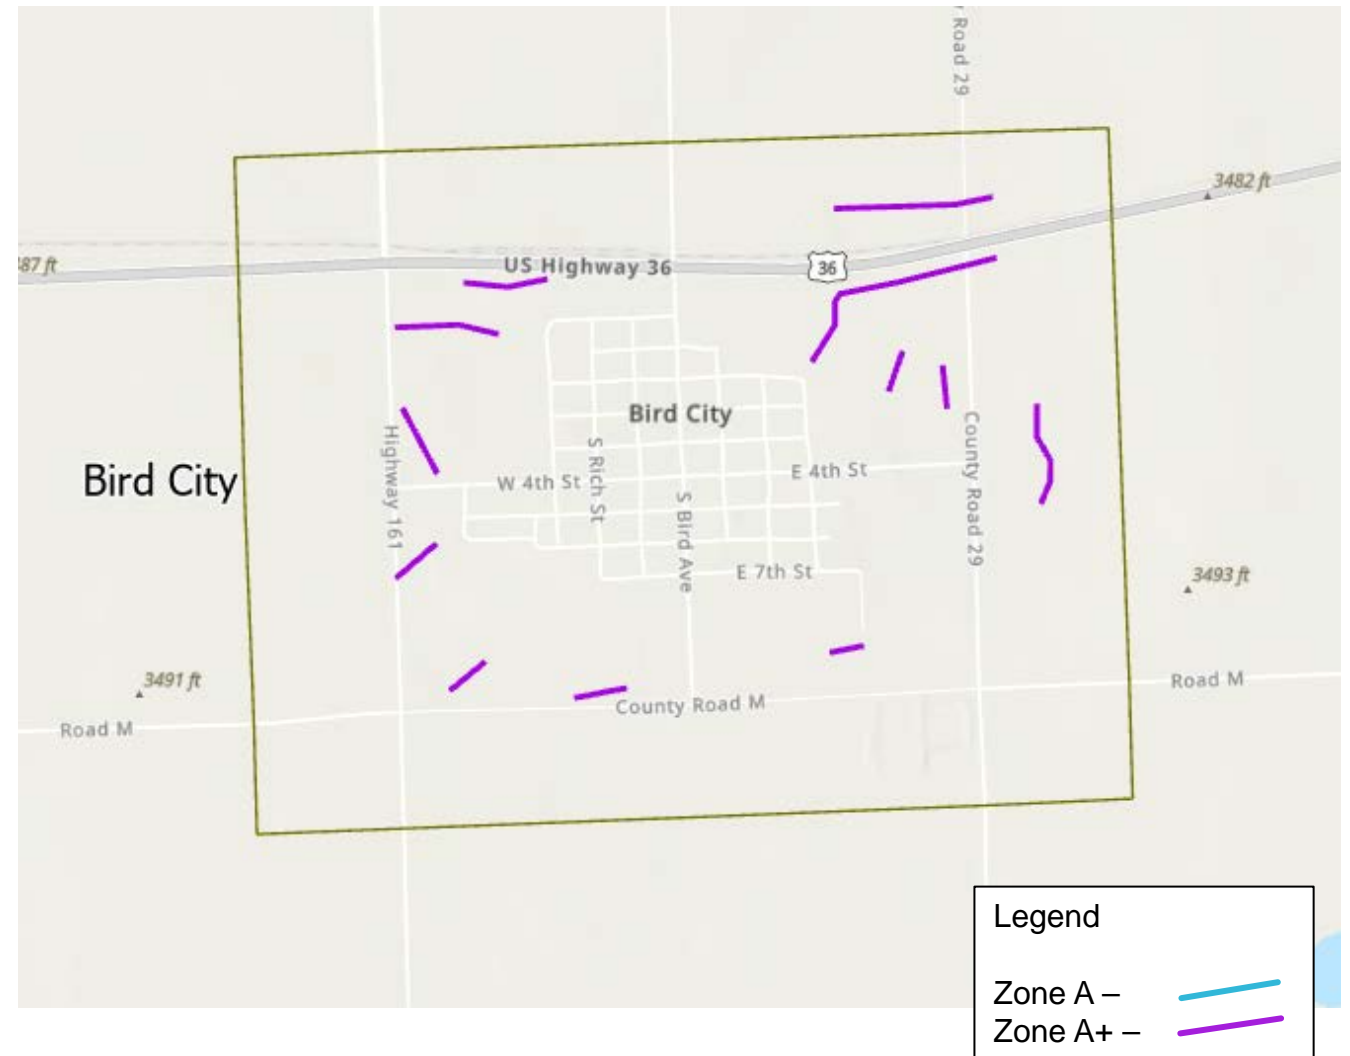 y Road 29
3482 ft
87 ft
US Highway 36
36
Bird City
Bird City
Highway 161
S Rich St
W 4th St
E 4th St
S Bird Ave
County Road 29
E 7th St
3493 ft
3491 ft
Road M
County Road M
Road M
Legend
Zone A –
Zone A+ –